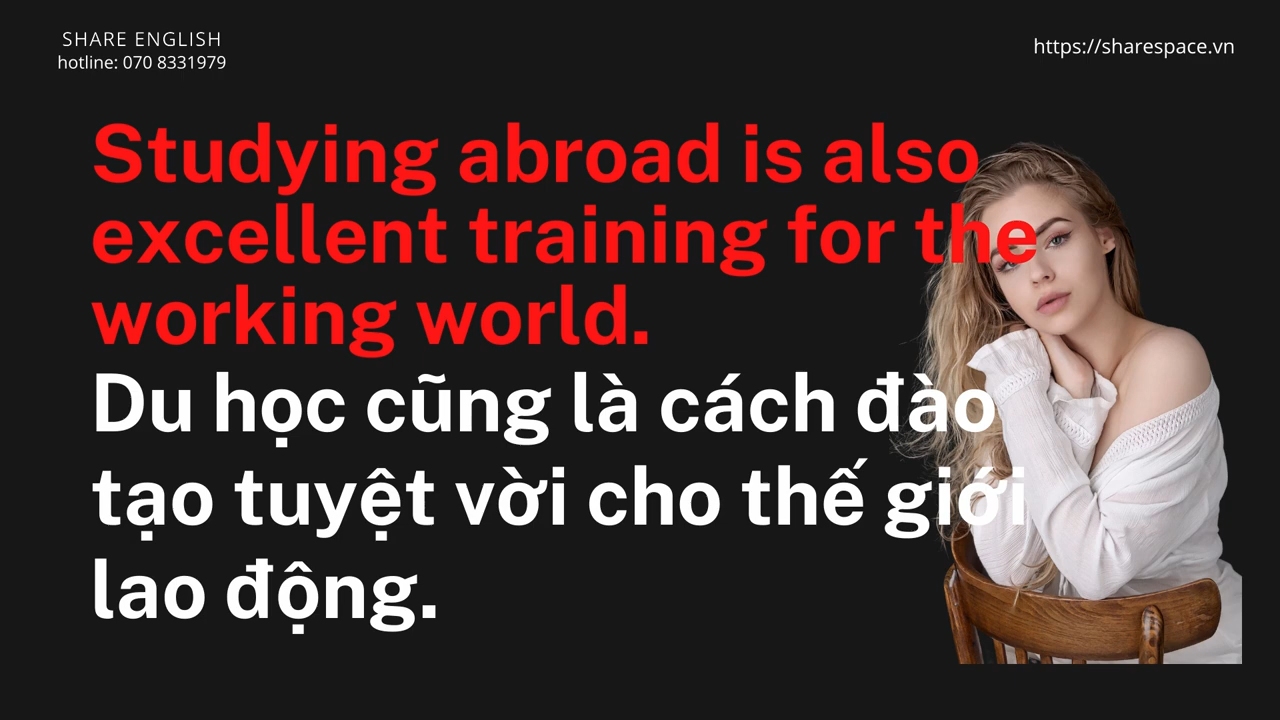 SHARE ENGLISH
hotline: 070 8331979
https://sharespace.vn
Studying abroad is also
excellent training for the
working world.
Du học cũng là cách đào
tạo tuyệt vời cho thế giới
lao động.